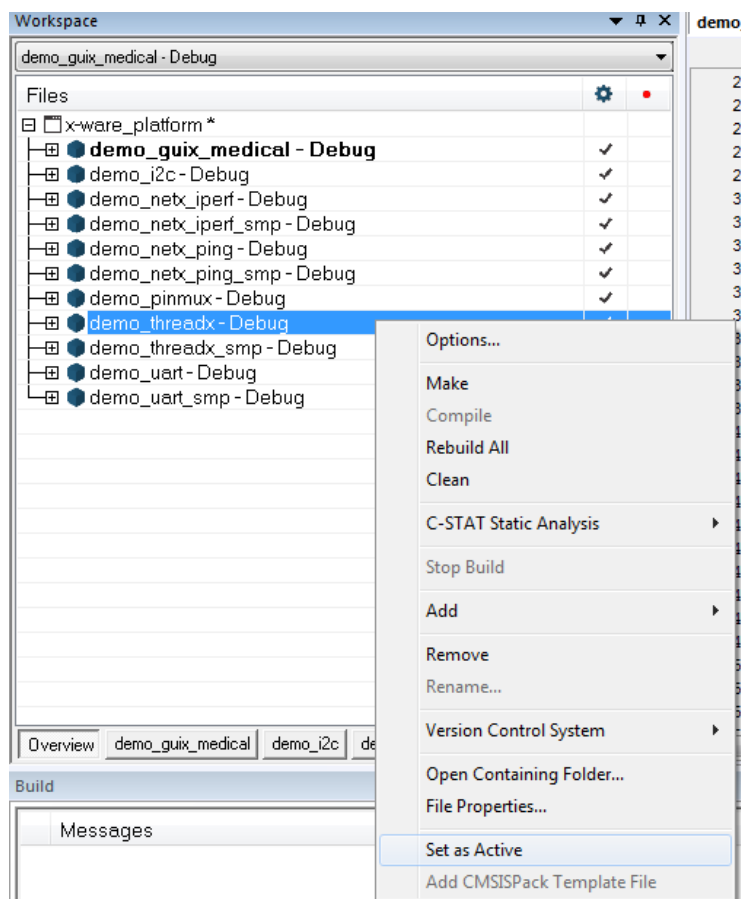 Workspace
demo_
demo_guix_medical - Debug
Files
x-ware_platform *
demo_guix_medical - Debug
demo_i2c - Debug
demo_netx_iperf - Debug
demo_netx_iperf_smp - Debug
demo_netx_ping - Debug
demo_netx_ping_smp - Debug
demo_pinmux - Debug
demo_threadx - Debug
demo_threadx_smp - Debug
demo_uart - Debug
demo_uart_smp - Debug
Options...
Make
Compile
Rebuild All
Clean
C-STAT Static Analysis
Stop Build
Add
Remove
Rename...
Version Control System
Open Containing Folder...
File Properties...
Set as Active
Add CMSISPack Template File
Overview demo_guix_medical demo_i2c de
Build
Messages